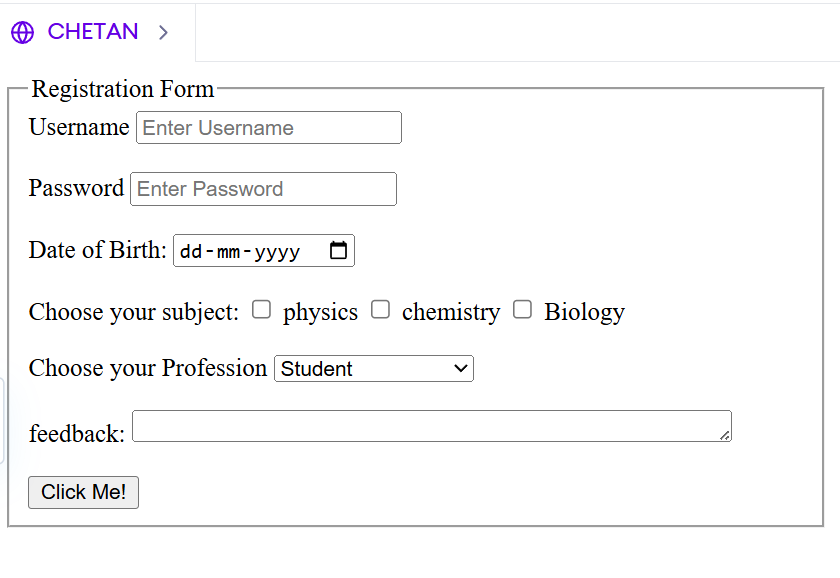 CHETAN
Registration Form
Username Enter Username
Password Enter Password
Date of Birth: dd-mm-yyyy
Choose your subject: physics chemistry Biology
Choose your Profession Student
feedback:
Click Me!